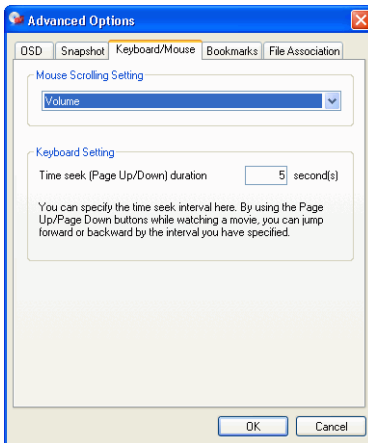 Advanced Options
OSD Snapshot Keyboard/Mouse Bookmarks File Association
Mouse Scrolling Setting
Volume
Keyboard Setting
Time seek (Page Up/Down) duration 5 second(s)
You can specify the time seek interval here. By using the Page
Up/Page Down buttons while watching a movie, you can jump
forward or backward by the interval you have specified.
OK Cancel